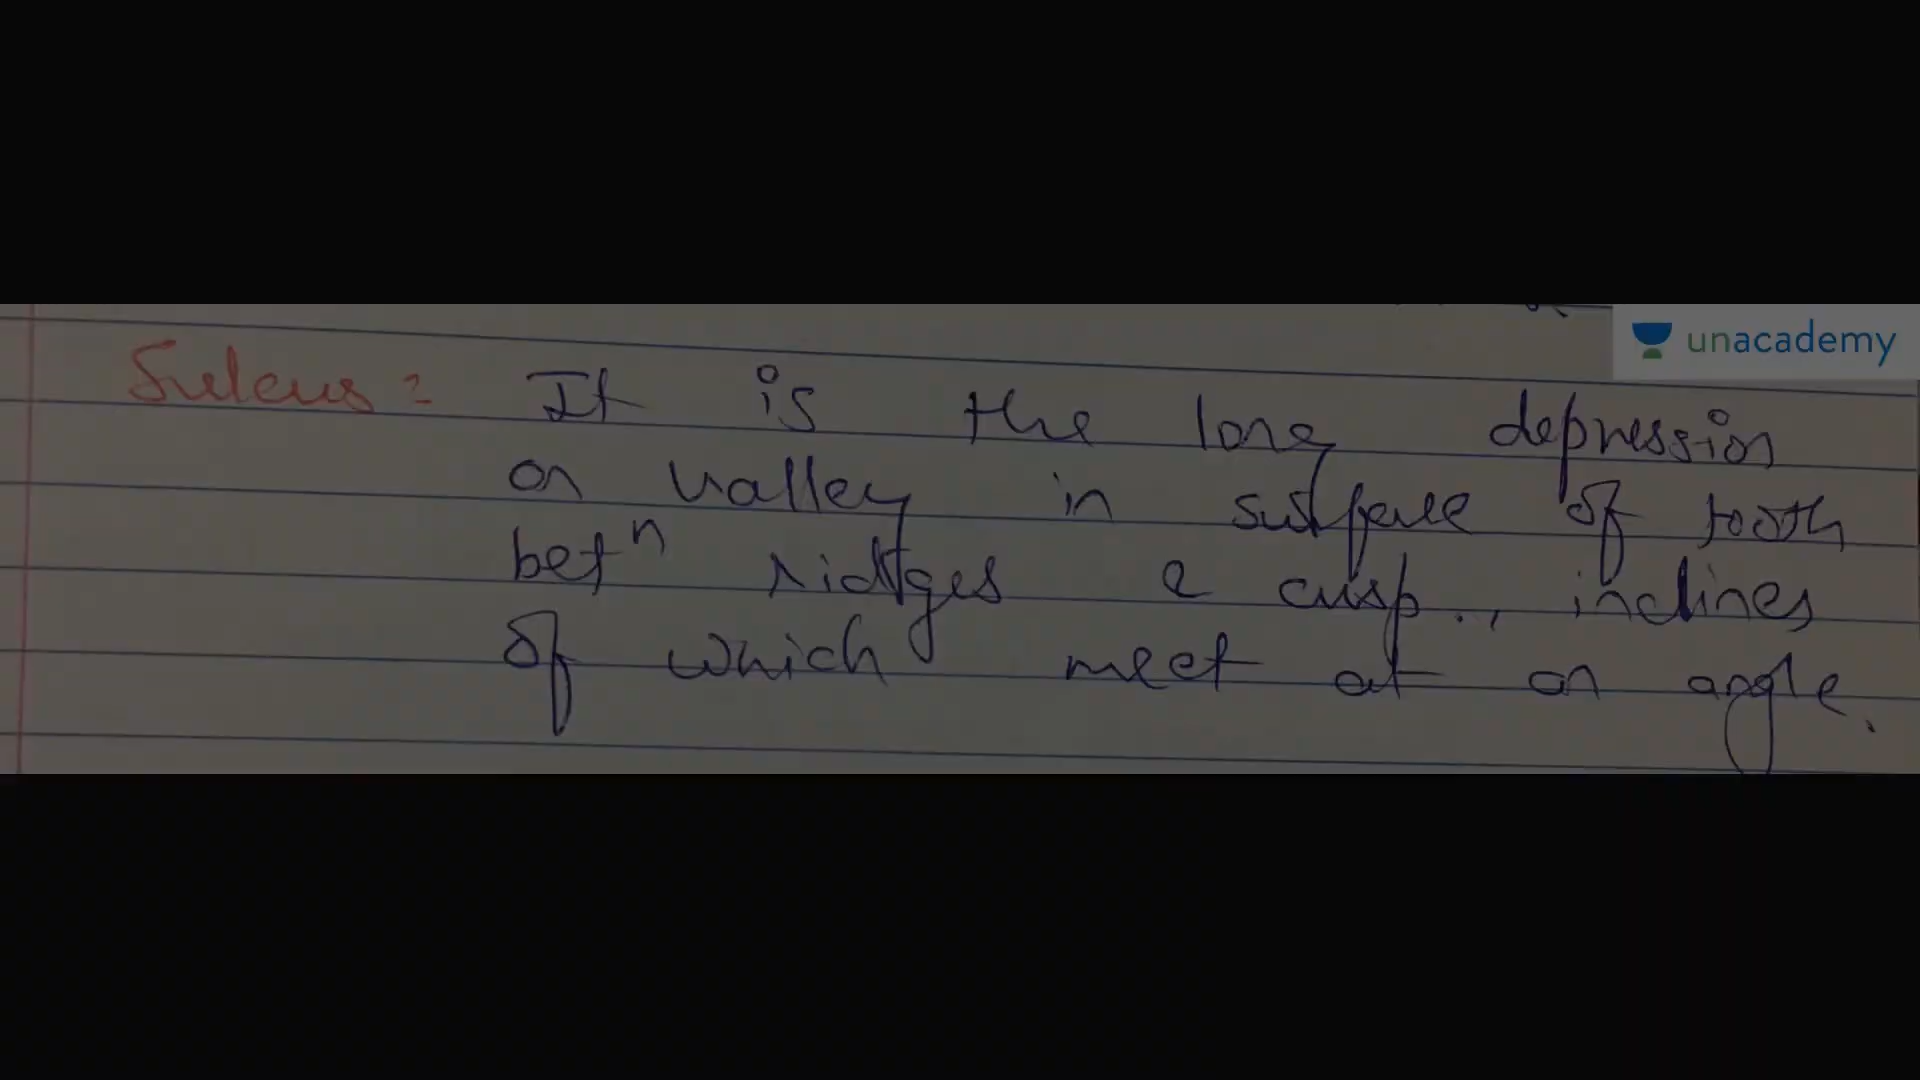 unacademy
Sulcus : It is the long depression
or valley in surface of tooth
betn ridges & cusp., inclines
of which meet at an angle.